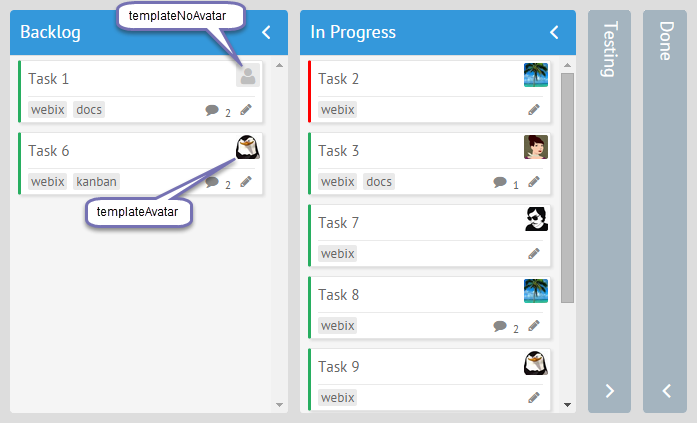 templateNoAvatar
Backlog
Task 1
webix docs 2
Task 6
webix kanban 2
templateAvatar
In Progress
Task 2
webix
Task 3
webix docs 1
Task 7
webix
Task 8
webix 2
Task 9
webix
Testing
Done